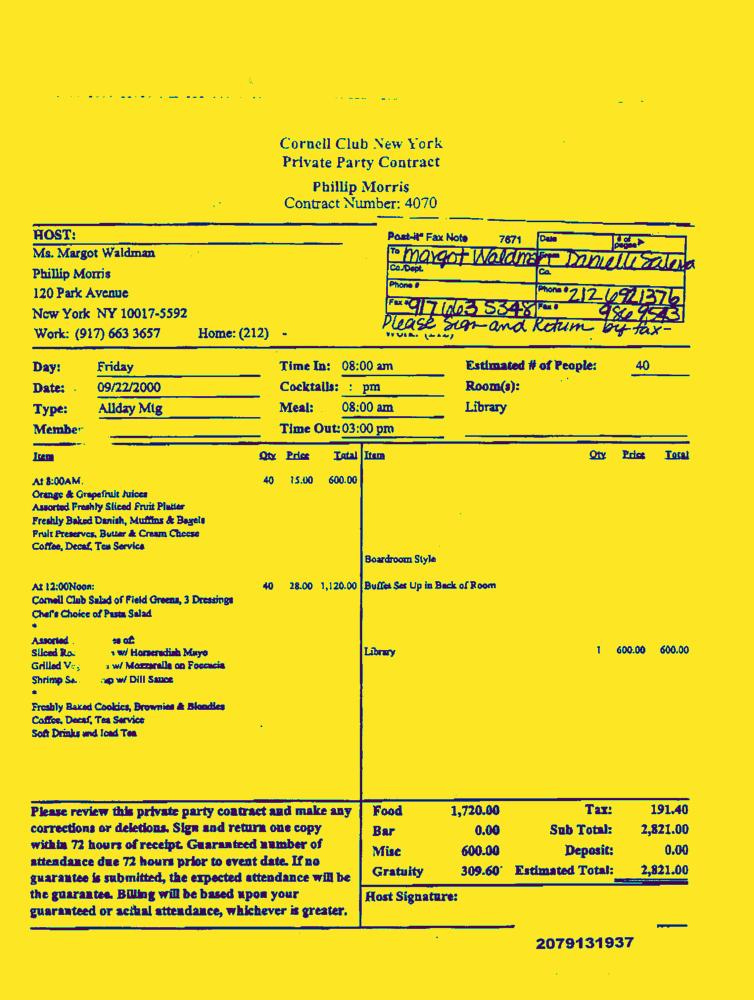 Cornell Club New York
Private Party Contract
Phillip Morris
Contract Number: 4070
HOST:
Ms. Margot Waldman
Phillip Morris
120 Park Avenue
New York NY 10017-5592
Work: (917) 663 3657 Home: (212) -
Post-it® Fax Note 7671 Date # of pages
To Margot Waldman From Danielle
Co./Dept. Co.
Phone # Phone # 212 6921376
Fax # 917 663 5348 Fax # 986 9543
Please Sign and Return by fax-
Day: Friday Time In: 08:00 am Estimated # of People: 40
Date: 09/22/2000 Cocktails: : pm Room(s):
Type: Allday Mtg Meal: 08:00 am Library
Member Time Out: 03:00 pm
Item Qty Price Total Item Qty Price Total
At 8:00AM. 40 15.00 600.00
Orange & Grapefruit Juices
Assorted Freshly Sliced Fruit Platter
Freshly Baked Danish, Muffins & Bagels
Fruit Preserves, Butter & Cream Cheese
Coffee, Decaf, Tea Service
Boardroom Style
At 12:00Noon: 40 28.00 1,120.00 Buffet Set Up in Back of Room
Cornell Club Salad of Field Greens, 3 Dressings
Chef's Choice of Pasta Salad
*
Assorted of:
Sliced w/ Horseradish Mayo Library 1 600.00 600.00
Grilled w/ Mozzarella on Foccacia
Shrimp w/ Dill Sauce
*
Freshly Baked Cookies, Brownies & Blondies
Coffee, Decaf, Tea Service
Soft Drinks and Iced Tea
Please review this private party contract and make any
corrections or deletions. Sign and return one copy
within 72 hours of receipt. Guaranteed number of
attendance due 72 hours prior to event date. If no
guarantee is submitted, the expected attendance will be
the guarantee. Billing will be based upon your
guaranteed or actual attendance, whichever is greater.
Food 1,720.00 Tax: 191.40
Bar 0.00 Sub Total: 2,821.00
Misc 600.00 Deposit: 0.00
Gratuity 309.60 Estimated Total: 2,821.00
Host Signature:
2079131937